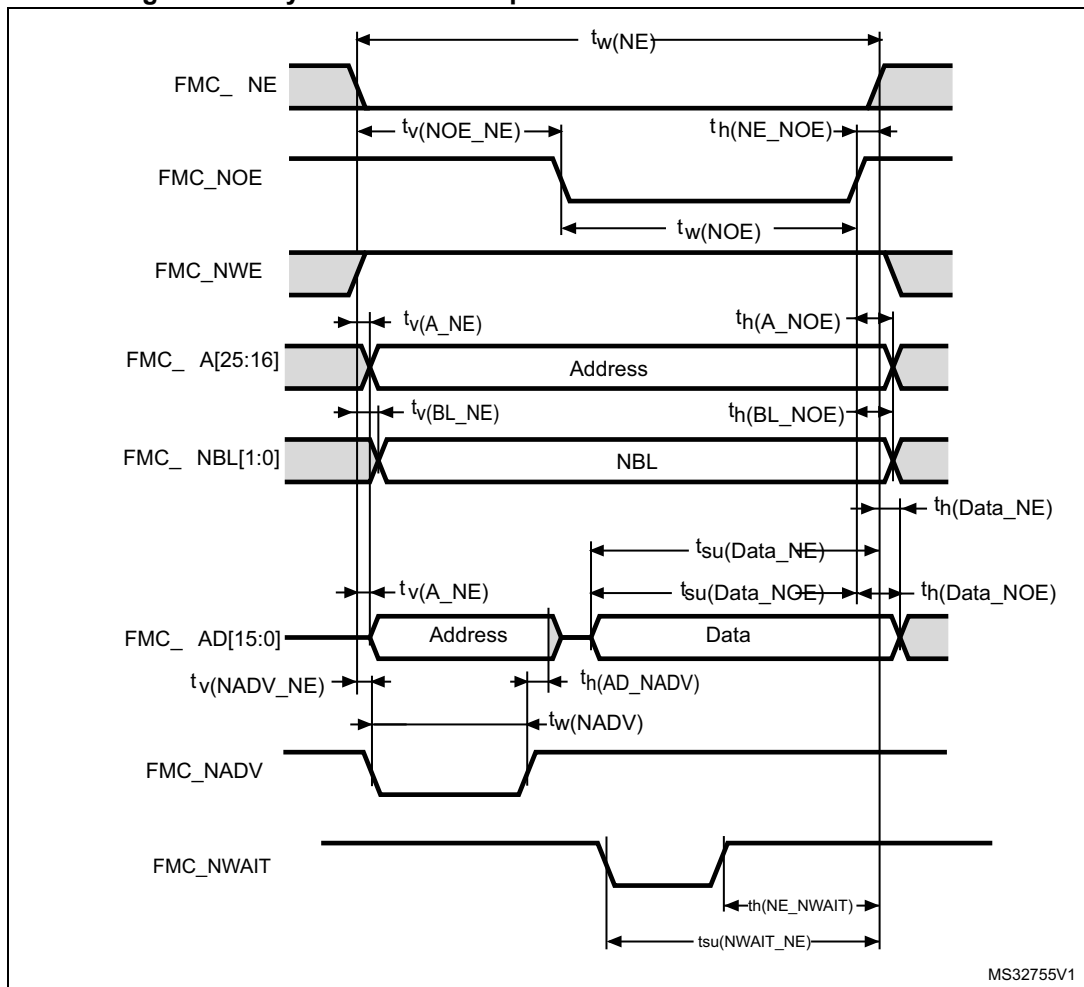 tw(NE)
FMC_ NE
tv(NOE_NE)
th(NE_NOE)
FMC_NOE
tw(NOE)
FMC_NWE
tv(A_NE)
th(A_NOE)
FMC_ A[25:16]
Address
tv(BL_NE)
th(BL_NOE)
FMC_ NBL[1:0]
NBL
th(Data_NE)
tsu(Data_NE)
tv(A_NE)
tsu(Data_NOE)
th(Data_NOE)
FMC_ AD[15:0]
Address
Data
tv(NADV_NE)
th(AD_NADV)
tw(NADV)
FMC_NADV
FMC_NWAIT
th(NE_NWAIT)
tsu(NWAIT_NE)
MS32755V1